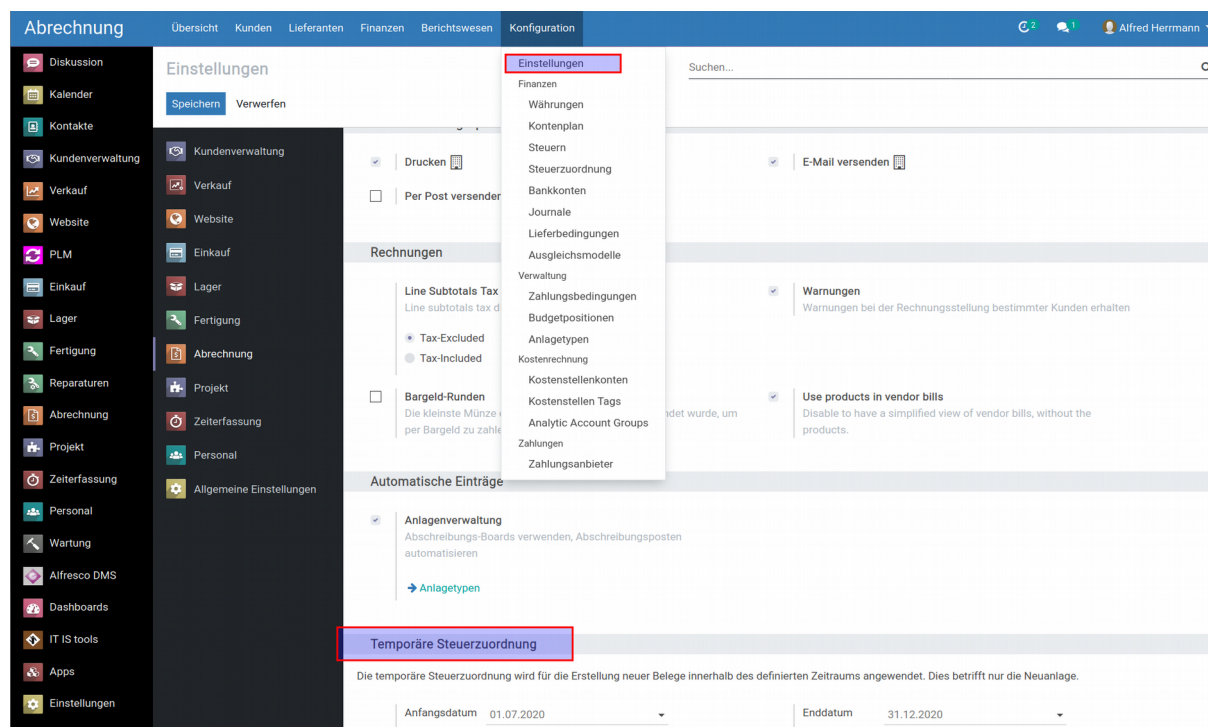 Abrechnung
Übersicht Kunden Lieferanten Finanzen Berichtswesen Konfiguration
2 1 Alfred Herrmann
Diskussion
Kalender
Kontakte
Kundenverwaltung
Verkauf
Website
PLM
Einkauf
Lager
Fertigung
Reparaturen
Abrechnung
Projekt
Zeiterfassung
Personal
Wartung
Alfresco DMS
Dashboards
IT IS tools
Apps
Einstellungen
Einstellungen
Suchen...
Speichern Verwerfen
Kundenverwaltung
Verkauf
Website
Einkauf
Lager
Fertigung
Abrechnung
Projekt
Zeiterfassung
Personal
Allgemeine Einstellungen
Einstellungen
Finanzen
Währungen
Kontenplan
Steuern
Steuerzuordnung
Bankkonten
Journale
Lieferbedingungen
Ausgleichsmodelle
Verwaltung
Zahlungsbedingungen
Budgetpositionen
Anlagetypen
Kostenrechnung
Kostenstellenkonten
Kostenstellen Tags
Analytic Account Groups
Zahlungen
Zahlungsanbieter
Drucken
E-Mail versenden
Per Post versenden
Rechnungen
Line Subtotals Tax
Line subtotals tax d
Tax-Excluded
Tax-Included
Warnungen
Warnungen bei der Rechnungsstellung bestimmter Kunden erhalten
Bargeld-Runden
Die kleinste Münze ndet wurde, um
per Bargeld zu zahle
Use products in vendor bills
Disable to have a simplified view of vendor bills, without the
products.
Automatische Einträge
Anlagenverwaltung
Abschreibungs-Boards verwenden, Abschreibungsposten
automatisieren
Anlagetypen
Temporäre Steuerzuordnung
Die temporäre Steuerzuordnung wird für die Erstellung neuer Belege innerhalb des definierten Zeitraums angewendet. Dies betrifft nur die Neuanlage.
Anfangsdatum 01.07.2020
Enddatum 31.12.2020